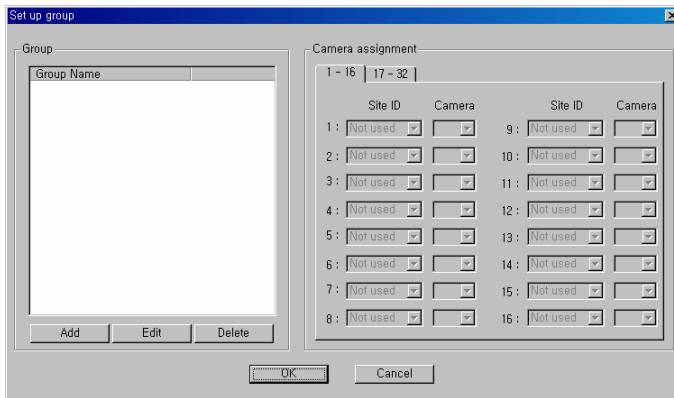 Set up group
Group
Group Name
Add Edit Delete
Camera assignment
1 - 16 17 - 32
Site ID Camera Site ID Camera
1 : Not used 9 : Not used
2 : Not used 10 : Not used
3 : Not used 11 : Not used
4 : Not used 12 : Not used
5 : Not used 13 : Not used
6 : Not used 14 : Not used
7 : Not used 15 : Not used
8 : Not used 16 : Not used
OK Cancel